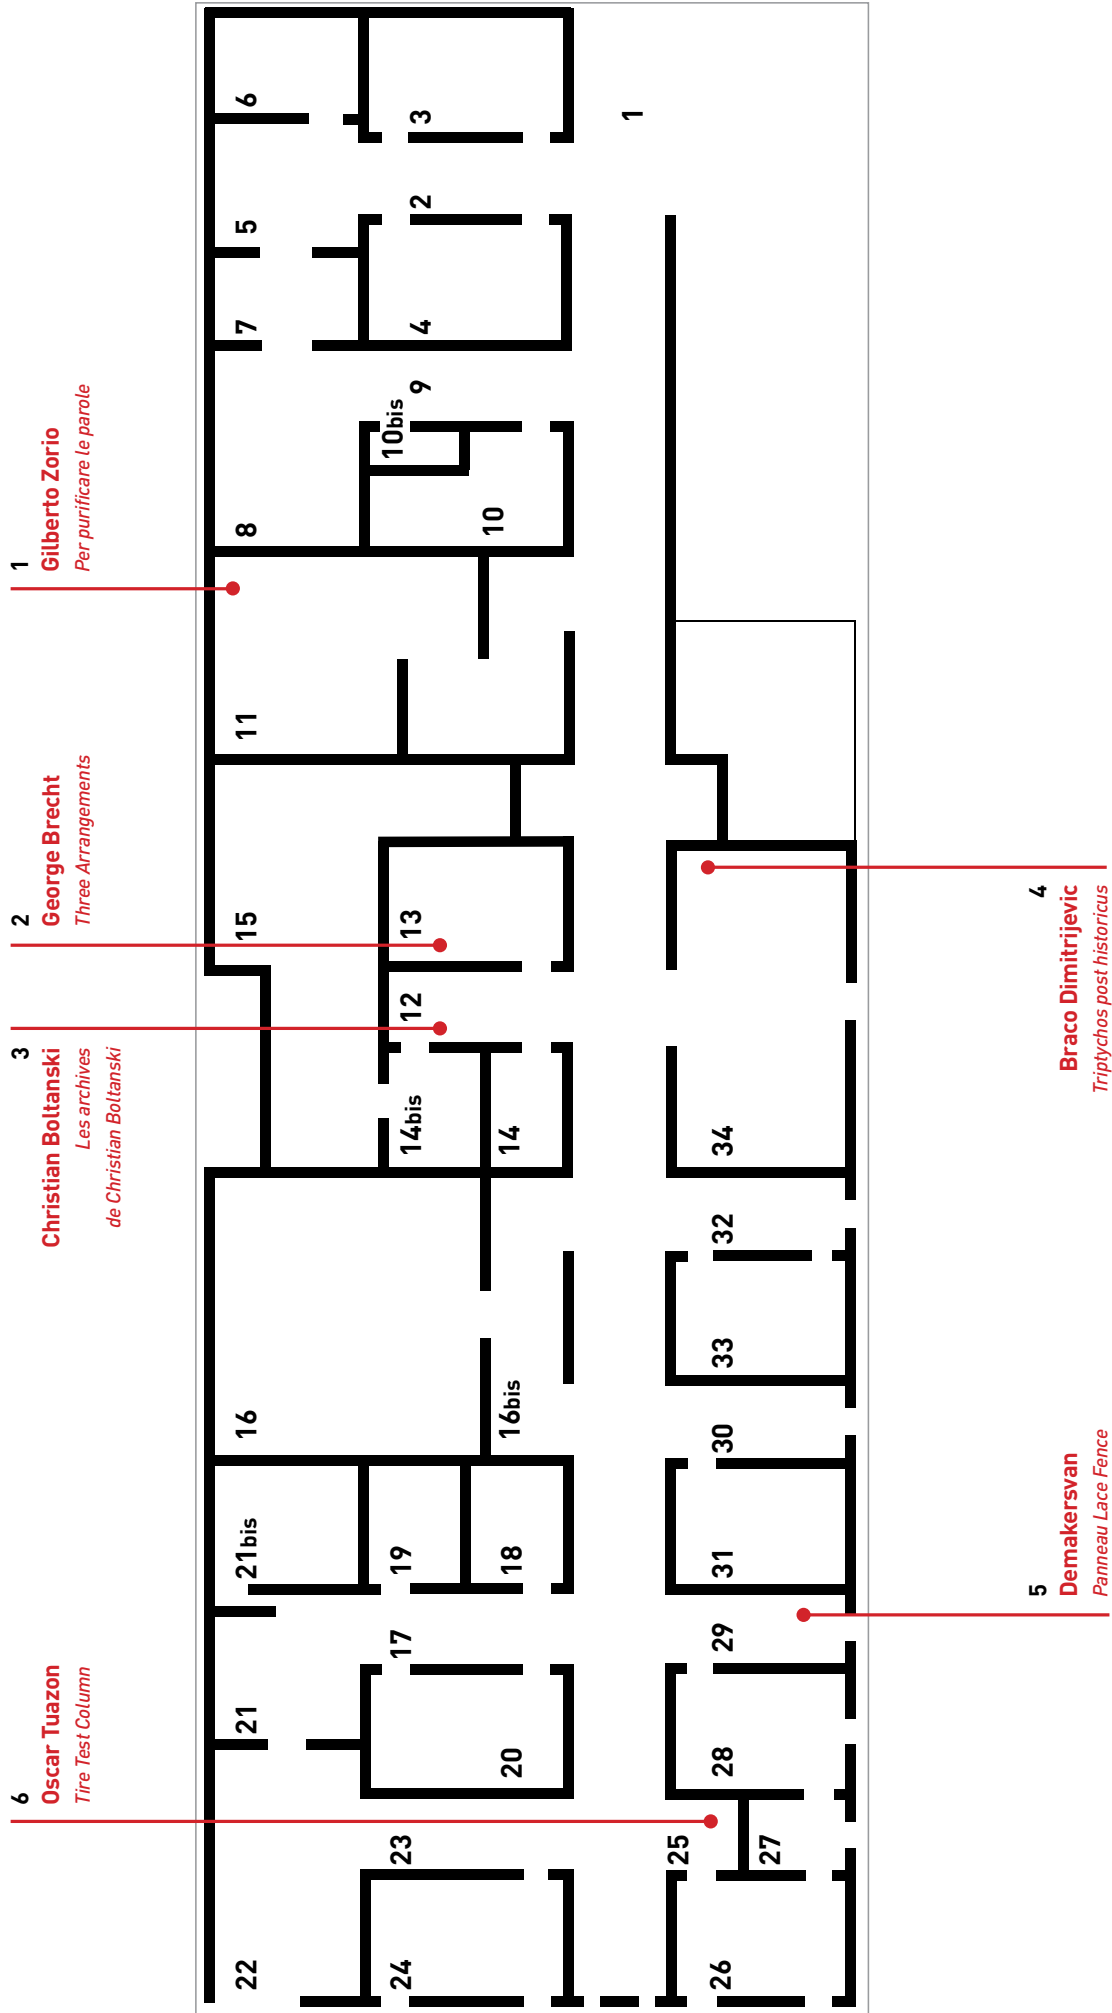 6
Oscar Tuazon
Tire Test Column
3
Christian Boltanski
Les archives
de Christian Boltanski
2
George Brecht
Three Arrangements
1
Gilberto Zorio
Per purificare le parole
22
21
21bis
16
15
11
8
7
5
6
24
23
17
19
14bis
12
13
10bis
9
4
2
3
20
18
16bis
14
10
1
26
25
27
28
29
31
30
33
32
34
5
Demakersvan
Panneau Lace Fence
4
Braco Dimitrijevic
Triptychos post historicus